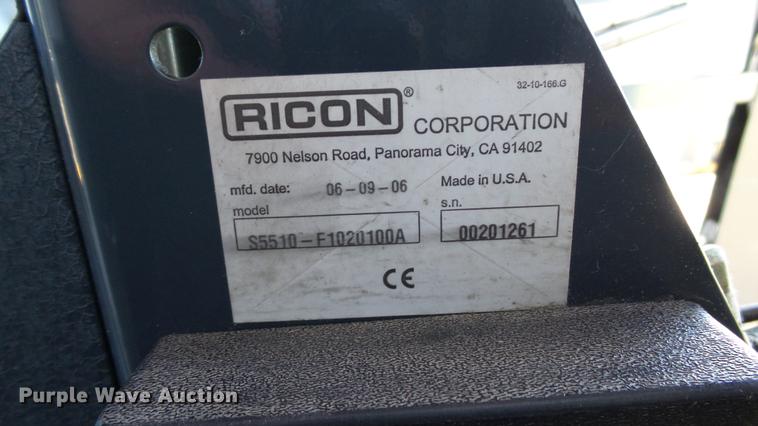 32-10-166.G
RICON® CORPORATION
7900 Nelson Road, Panorama City, CA 91402
mfd. date: 06-09-06 Made in U.S.A.
model s.n.
S5510-F1020100A 00201261
CE
Purple Wave Auction